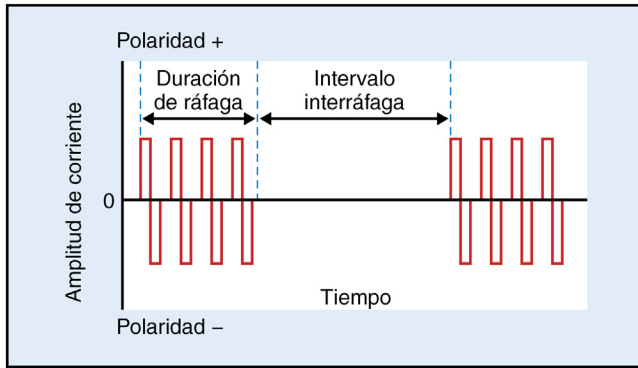 Polaridad +
Duración
de ráfaga
Intervalo
interráfaga
Amplitud de corriente
0
Tiempo
Polaridad –